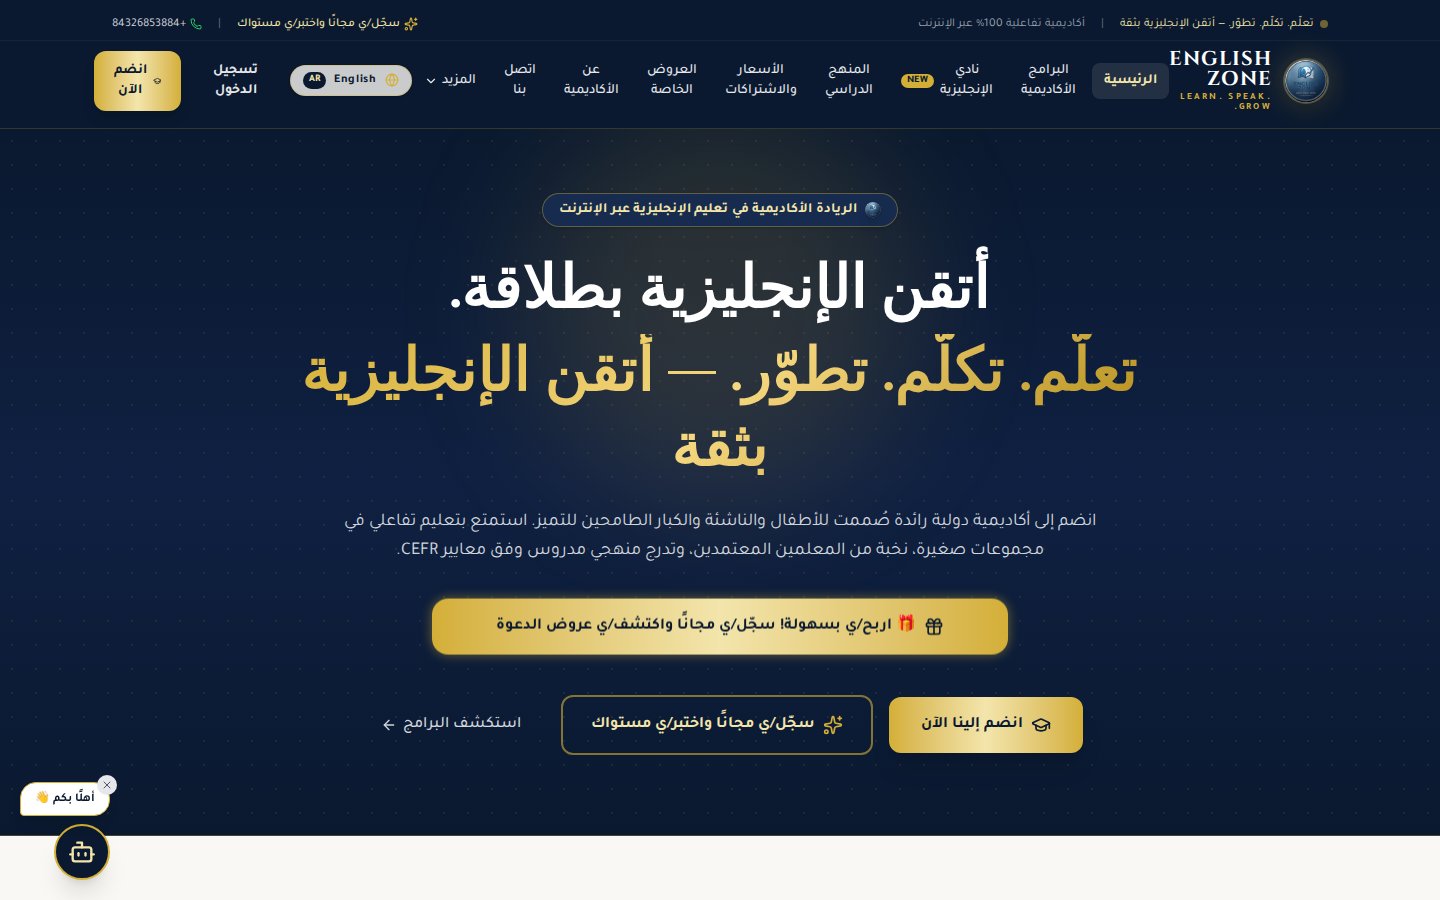 تعلّم. تكلّم. تطوّر. — أتقن الإنجليزية بثقة | أكاديمية تفاعلية 100% عبر الإنترنت
سجّل/ي مجانًا واختبر/ي مستواك | 84326853884+
ENGLISH
ZONE
LEARN. SPEAK.
.GROW
الرئيسية
البرامج
الأكاديمية
نادي
الإنجليزية
NEW
المنهج
الدراسي
الأسعار
والاشتراكات
العروض
الخاصة
عن
الأكاديمية
اتصل
بنا
المزيد
English AR
تسجيل
الدخول
انضم
الآن
الريادة الأكاديمية في تعليم الإنجليزية عبر الإنترنت
أتقن الإنجليزية بطلاقة.
تعلّم. تكلّم. تطوّر. — أتقن الإنجليزية
بثقة
انضم إلى أكاديمية دولية رائدة صُممت للأطفال والناشئة والكبار الطامحين للتميز. استمتع بتعليم تفاعلي في
مجموعات صغيرة، نخبة من المعلمين المعتمدين، وتدرج منهجي مدروس وفق معايير CEFR.
🎁 اربح/ي بسهولة! سجّل/ي مجانًا واكتشف/ي عروض الدعوة
انضم إلينا الآن
سجّل/ي مجانًا واختبر/ي مستواك
استكشف البرامج
أهلًا بكم 👋